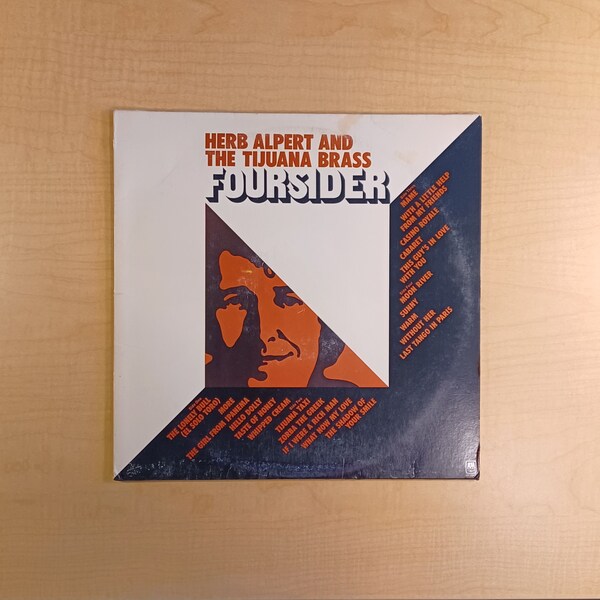 HERB ALPERT AND
THE TIJUANA BRASS
FOURSIDER
THE LONELY BULL
(EL SOLO TORO)
MORE
THE GIRL FROM IPANEMA
HELLO DOLLY
TASTE OF HONEY
WHIPPED CREAM
TIJUANA TAXI
ZORBA THE GREEK
IF I WERE A RICH MAN
WHAT NOW MY LOVE
THE SHADOW OF
YOUR SMILE
MAME
WITH A LITTLE HELP
FROM MY FRIENDS
CASINO ROYALE
CABARET
THIS GUY'S IN LOVE
WITH YOU
MOON RIVER
SUNNY
WARM
WITHOUT HER
LAST TANGO IN PARIS